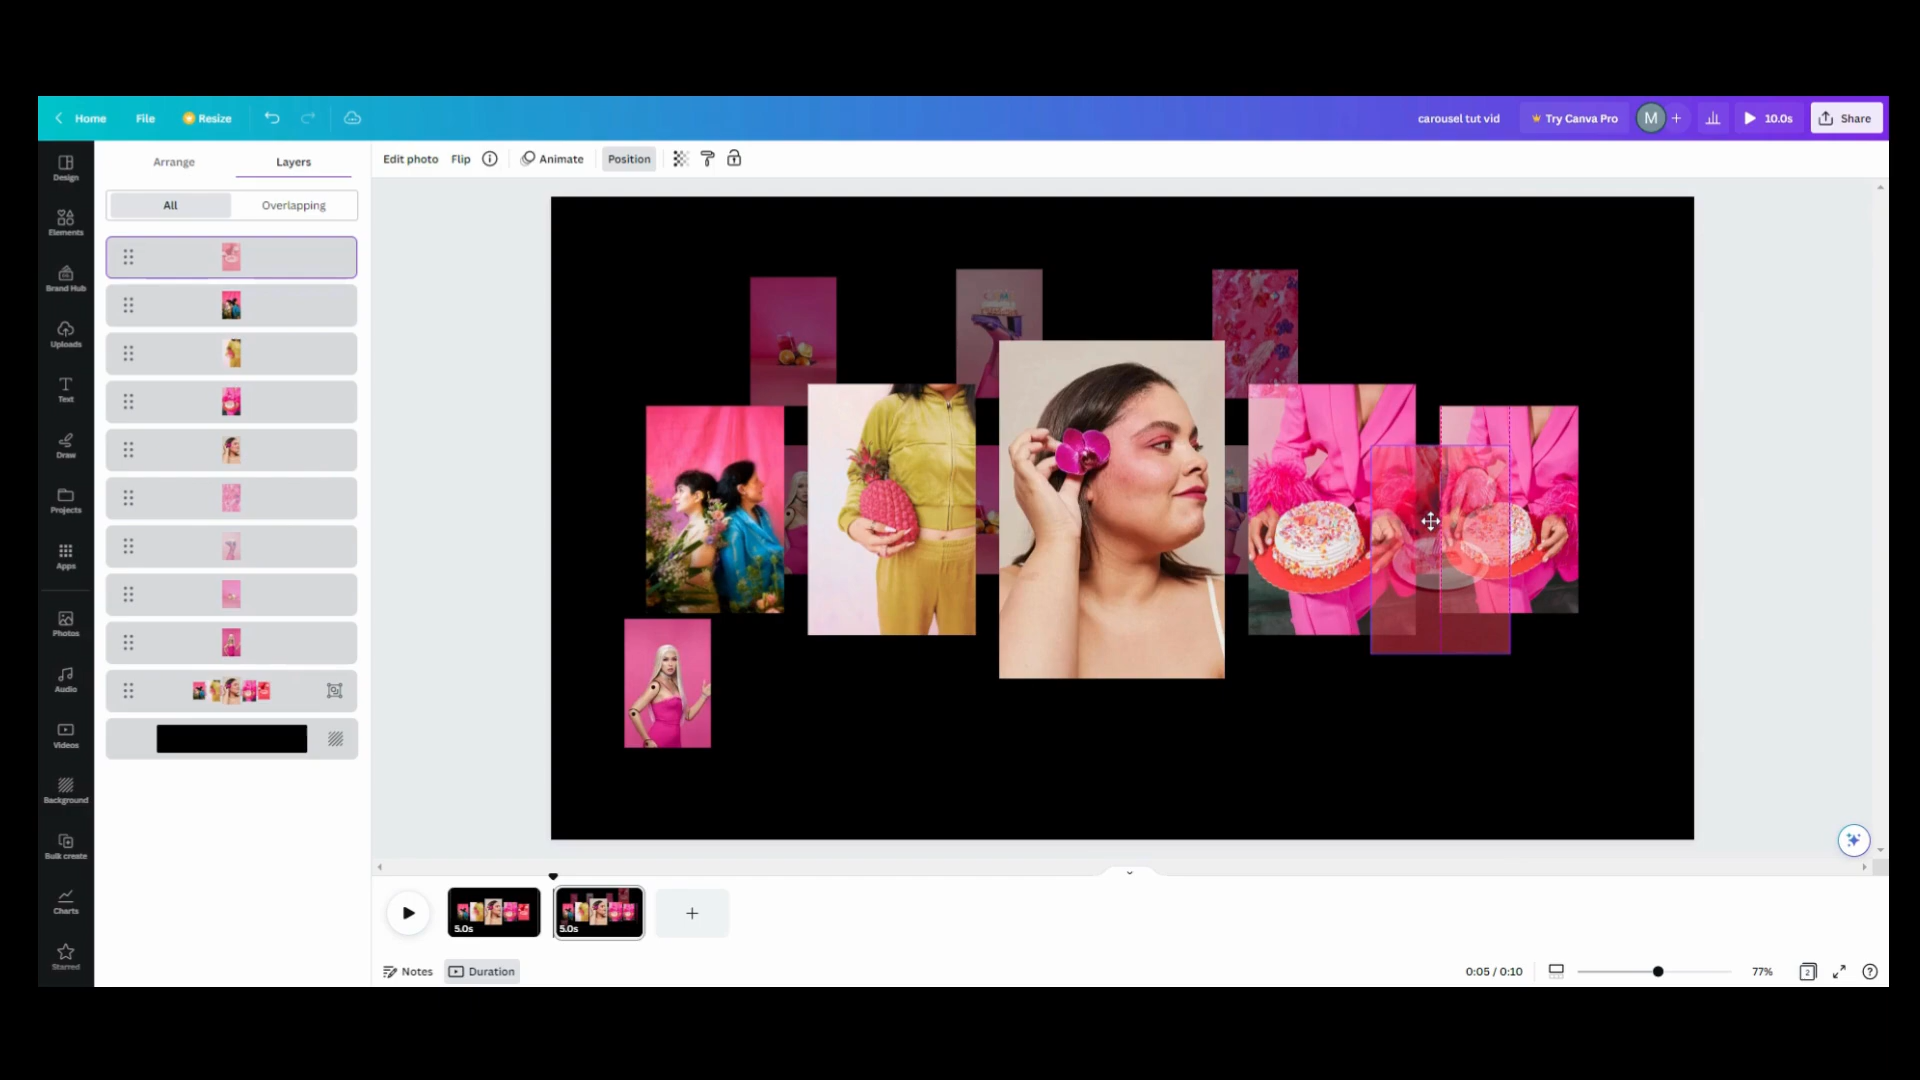 Home File Resize carousel tut vid Try Canva Pro M + 10.0s Share
Arrange Layers Edit photo Flip Animate Position
All Overlapping
Design
Elements
Brand Hub
Uploads
Text
Draw
Projects
Apps
Photos
Audio
Videos
Background
Bulk create
Charts
Starred
5.0s 5.0s
Notes Duration 0:05 / 0:10 77% 2